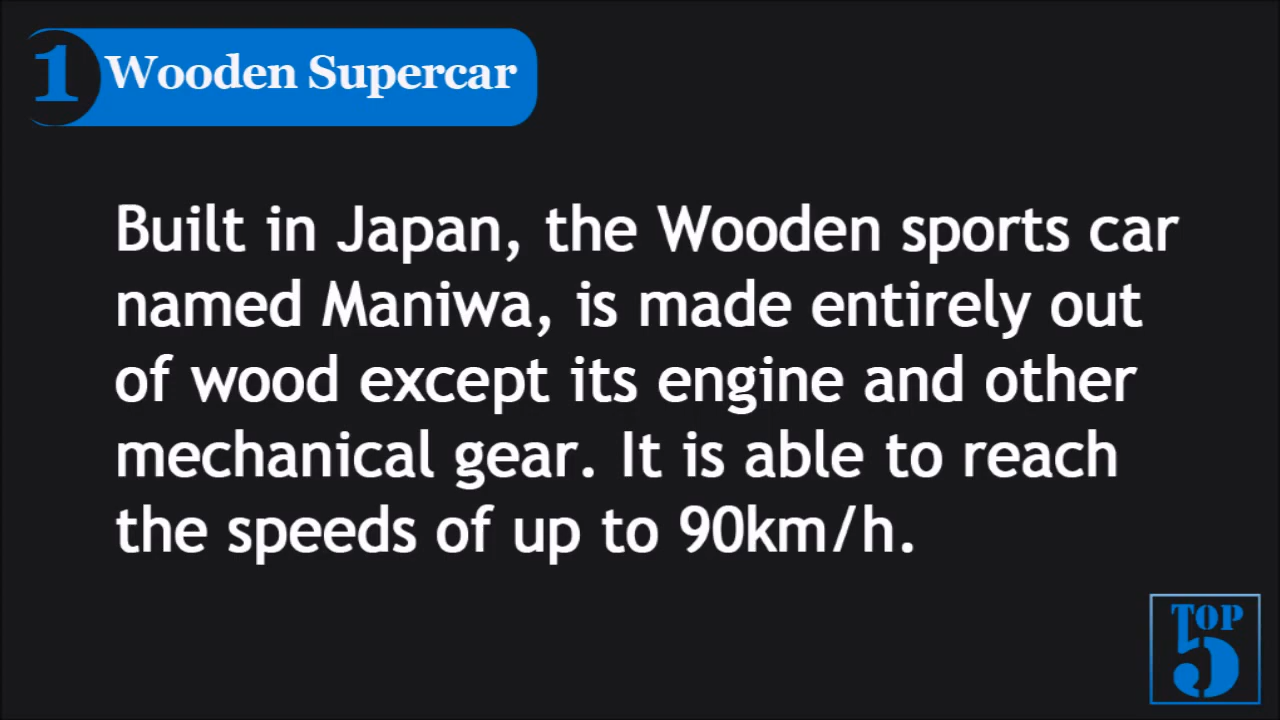 1 Wooden Supercar
Built in Japan, the Wooden sports car
named Maniwa, is made entirely out
of wood except its engine and other
mechanical gear. It is able to reach
the speeds of up to 90km/h.
TOP
5